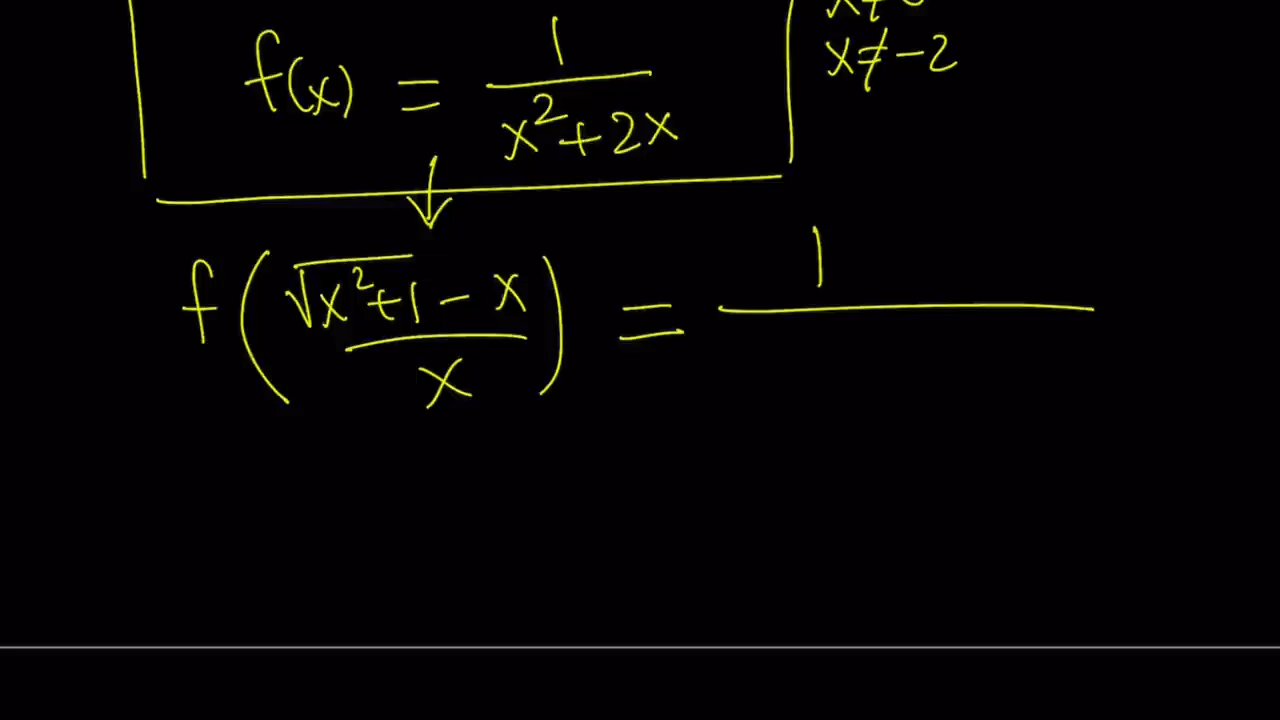 x ≠
f(x) = 1/(x²+2x)
x ≠ -2
f((√(x²+1) - x)/x) = 1/